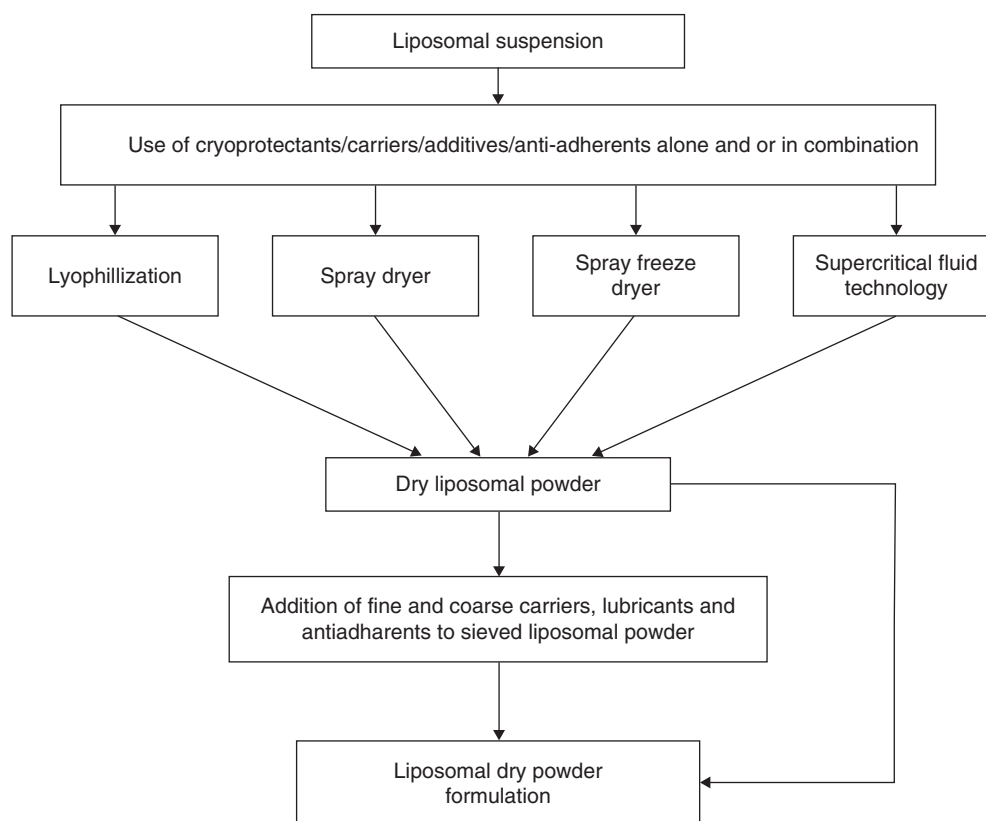 Liposomal suspension
Use of cryoprotectants/carriers/additives/anti-adherents alone and or in combination
Lyophillization
Spray dryer
Spray freeze
dryer
Supercritical fluid
technology
Dry liposomal powder
Addition of fine and coarse carriers, lubricants and
antiadharents to sieved liposomal powder
Liposomal dry powder
formulation